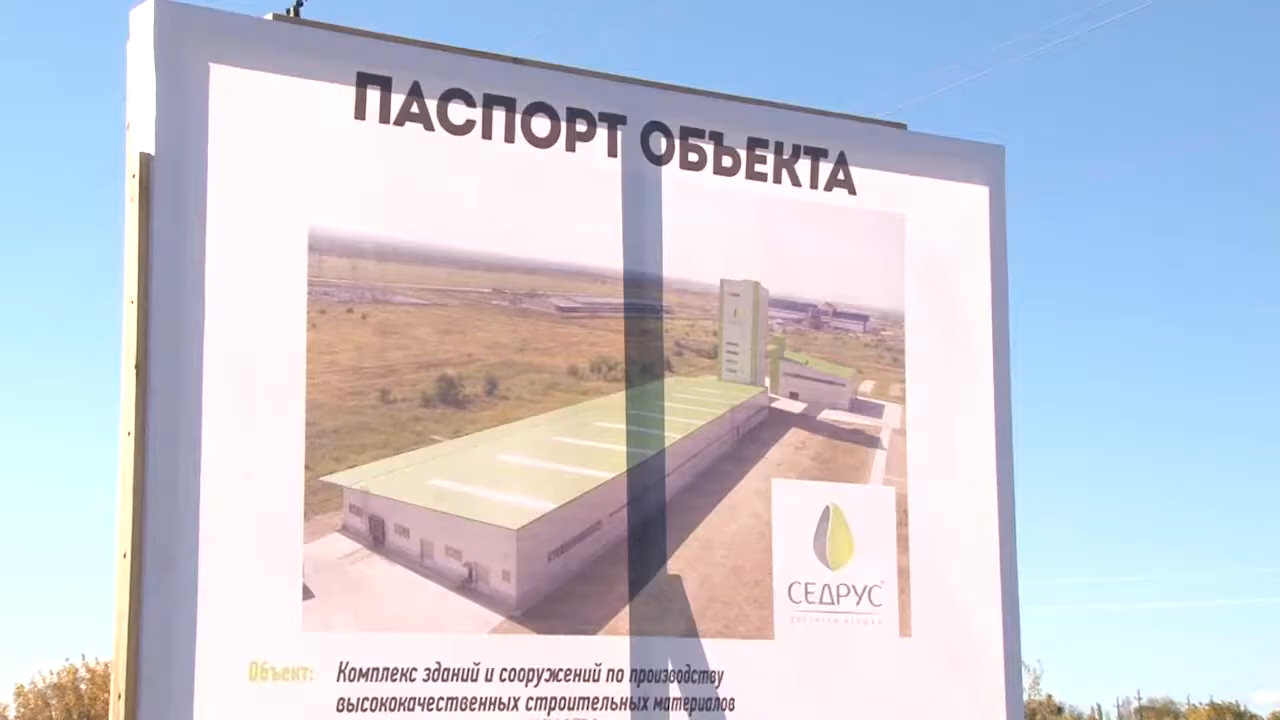 ПАСПОРТ ОБЪЕКТА
СЕДРУС
Объект: Комплекс зданий и сооружений по производству
высококачественных строительных материалов